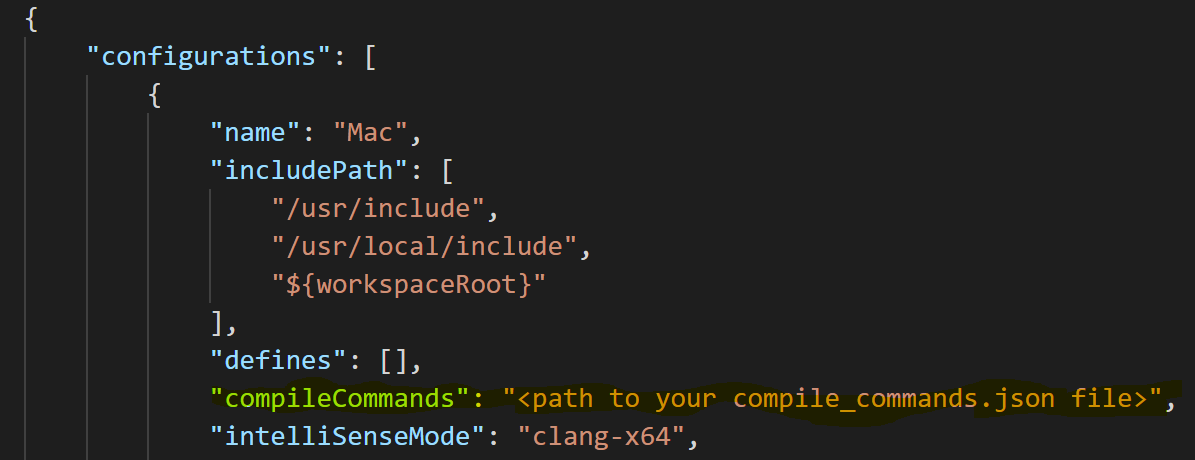 {
"configurations": [
{
"name": "Mac",
"includePath": [
"/usr/include",
"/usr/local/include",
"${workspaceRoot}"
],
"defines": [],
"compileCommands": "<path to your compile_commands.json file>",
"intelliSenseMode": "clang-x64",